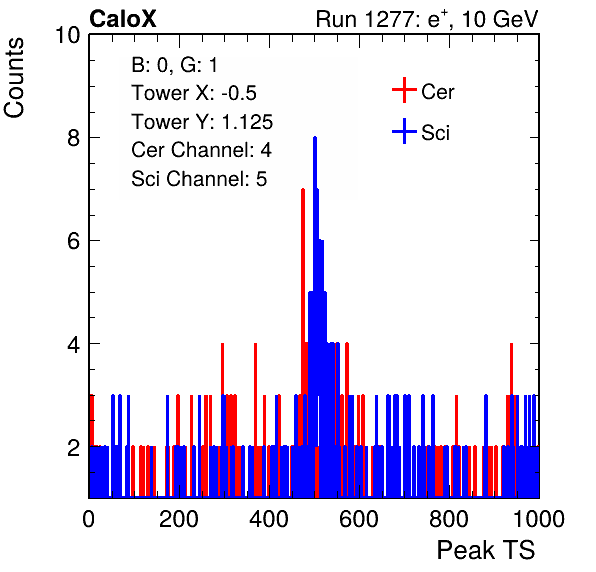 CaloX
Run 1277: e+, 10 GeV
Counts
10
8
6
4
2
B: 0, G: 1
Tower X: -0.5
Tower Y: 1.125
Cer Channel: 4
Sci Channel: 5
Cer
Sci
0 200 400 600 800 1000
Peak TS